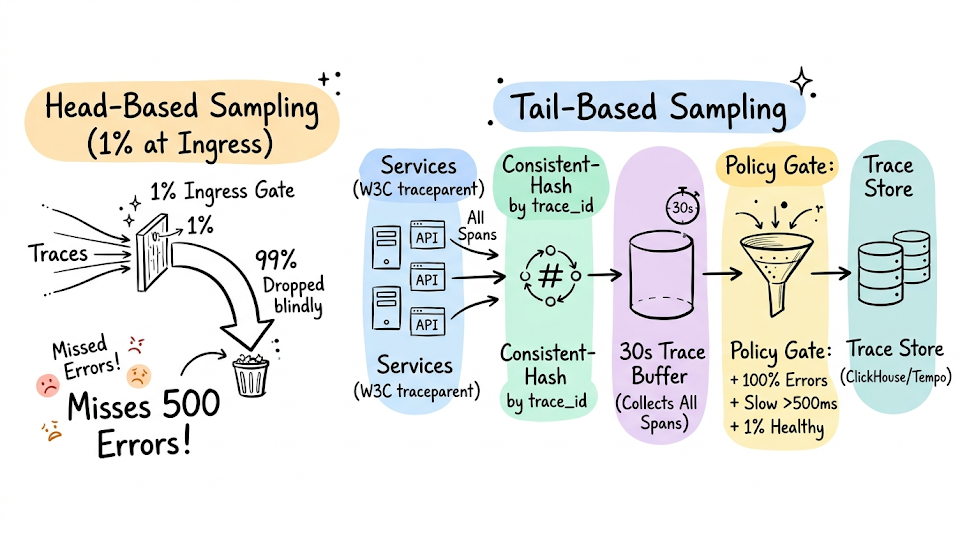 Head-Based Sampling
(1% at Ingress)
1% Ingress Gate
1%
Traces
99%
Dropped
blindly
Missed
Errors!
Misses 500
Errors!
Tail-Based Sampling
Services
(W3C traceparent)
All
Spans
API
API
API
Services
(W3C traceparent)
Consistent-
Hash
by trace_id
#
Consistent-
Hash
by trace_id
30s
30s Trace
Buffer
(Collects All
Spans)
Policy Gate:
Policy Gate:
+ 100% Errors
+ Slow >500ms
+ 1% Healthy
Trace
Store
Trace Store
(ClickHouse/Tempo)